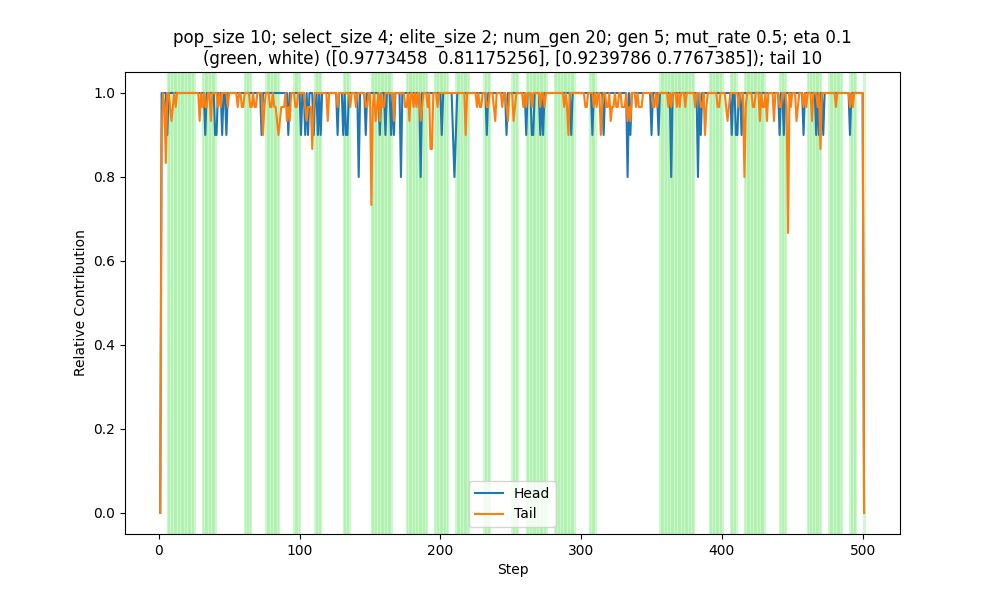 pop_size 10; select_size 4; elite_size 2; num_gen 20; gen 5; mut_rate 0.5; eta 0.1
(green, white) ([0.9773458  0.81175256], [0.9239786 0.7767385]); tail 10
1.0
0.8
0.6
0.4
0.2
0.0
Relative Contribution
Head
Tail
0
100
200
300
400
500
Step